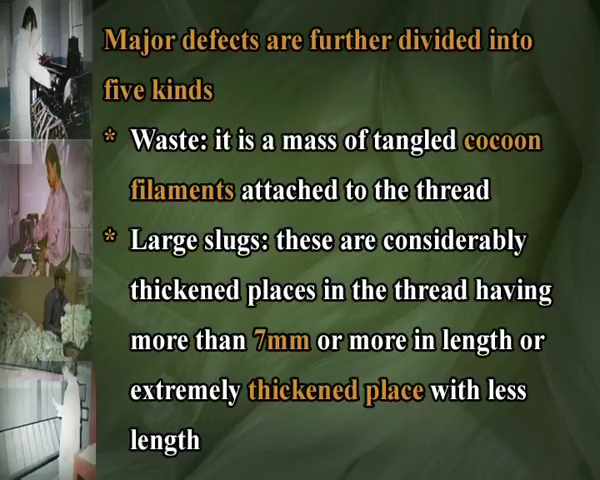 Major defects are further divided into
five kinds
* Waste: it is a mass of tangled cocoon
filaments attached to the thread
* Large slugs: these are considerably
thickened places in the thread having
more than 7mm or more in length or
extremely thickened place with less
length